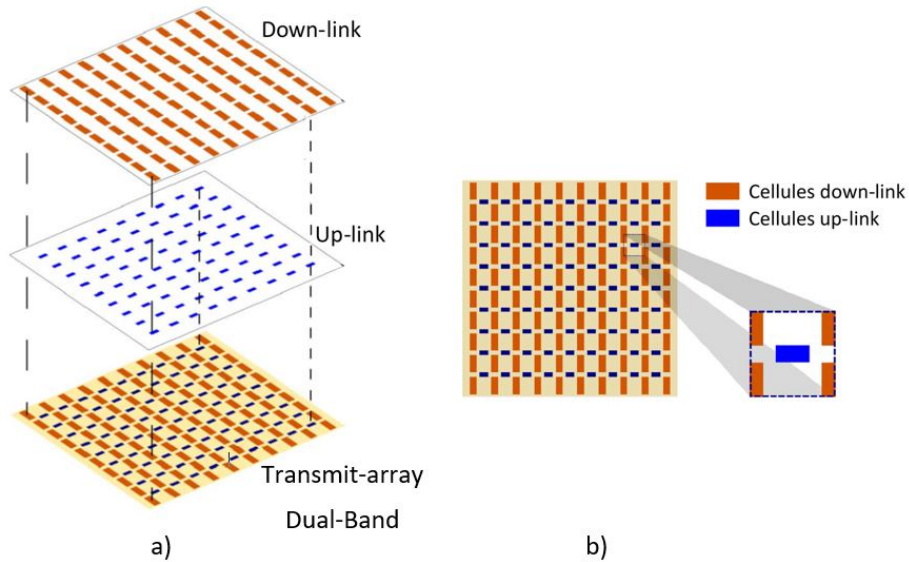 Down-link
Up-link
Transmit-array
Dual-Band
a)
Cellules down-link
Cellules up-link
b)